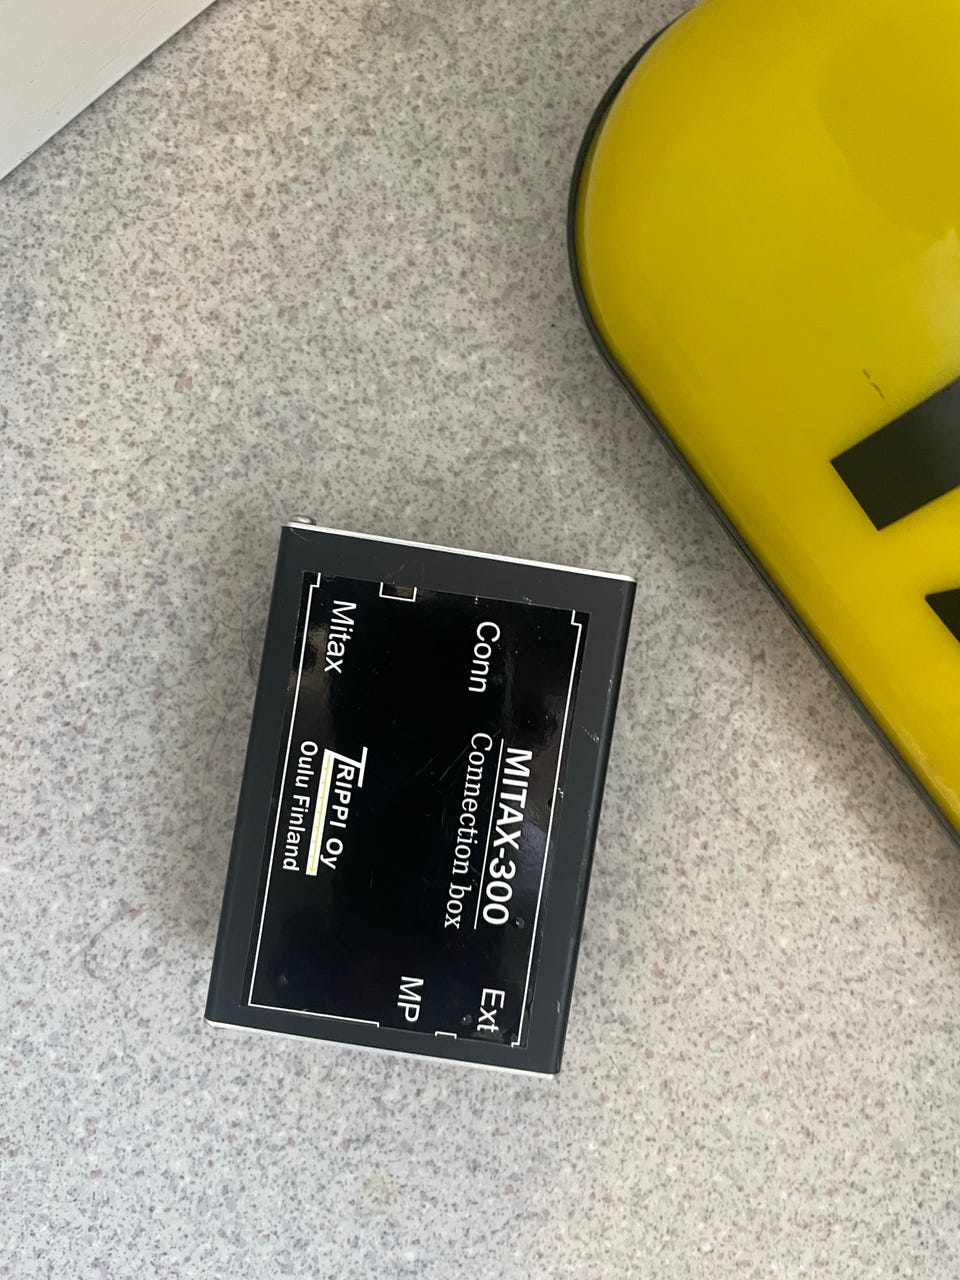 MITAX-300
Connection box
Conn
Ext
MP
Mitax
TRIPPI Oy
Oulu Finland